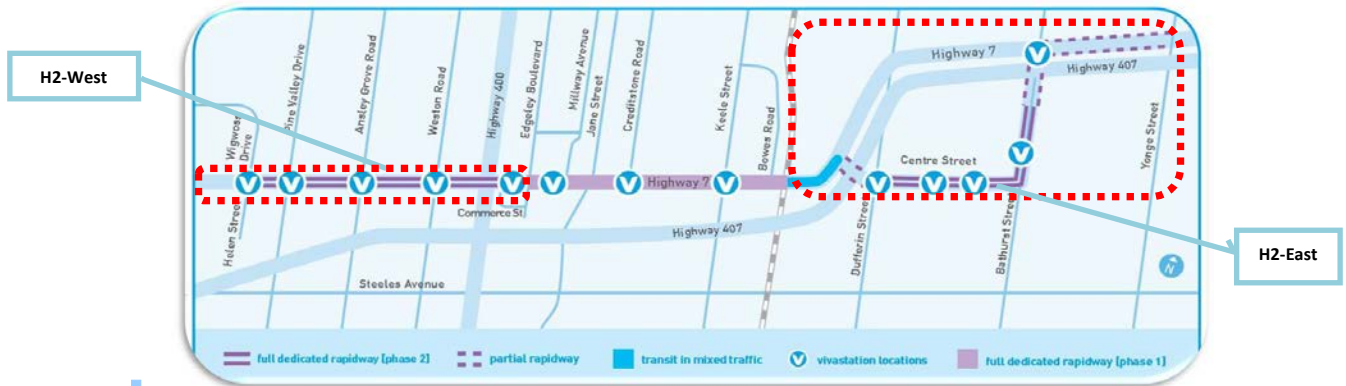 H2-West
Wigwoss
Drive
Pine Valley Drive
Ansley Grove Road
Weston Road
Highway 400
Edgeley Boulevard
Millway Avenue
Jane Street
Creditstone Road
Keele Street
Bowes Road
Highway 7
Highway 407
Yonge Street
Centre Street
Highway 7
Commerce St
Helen Street
Highway 407
Dufferin Street
Bathurst Street
H2-East
Steeles Avenue
N
full dedicated rapidway [phase 2]
partial rapidway
transit in mixed traffic
vivastation locations
full dedicated rapidway [phase 1]